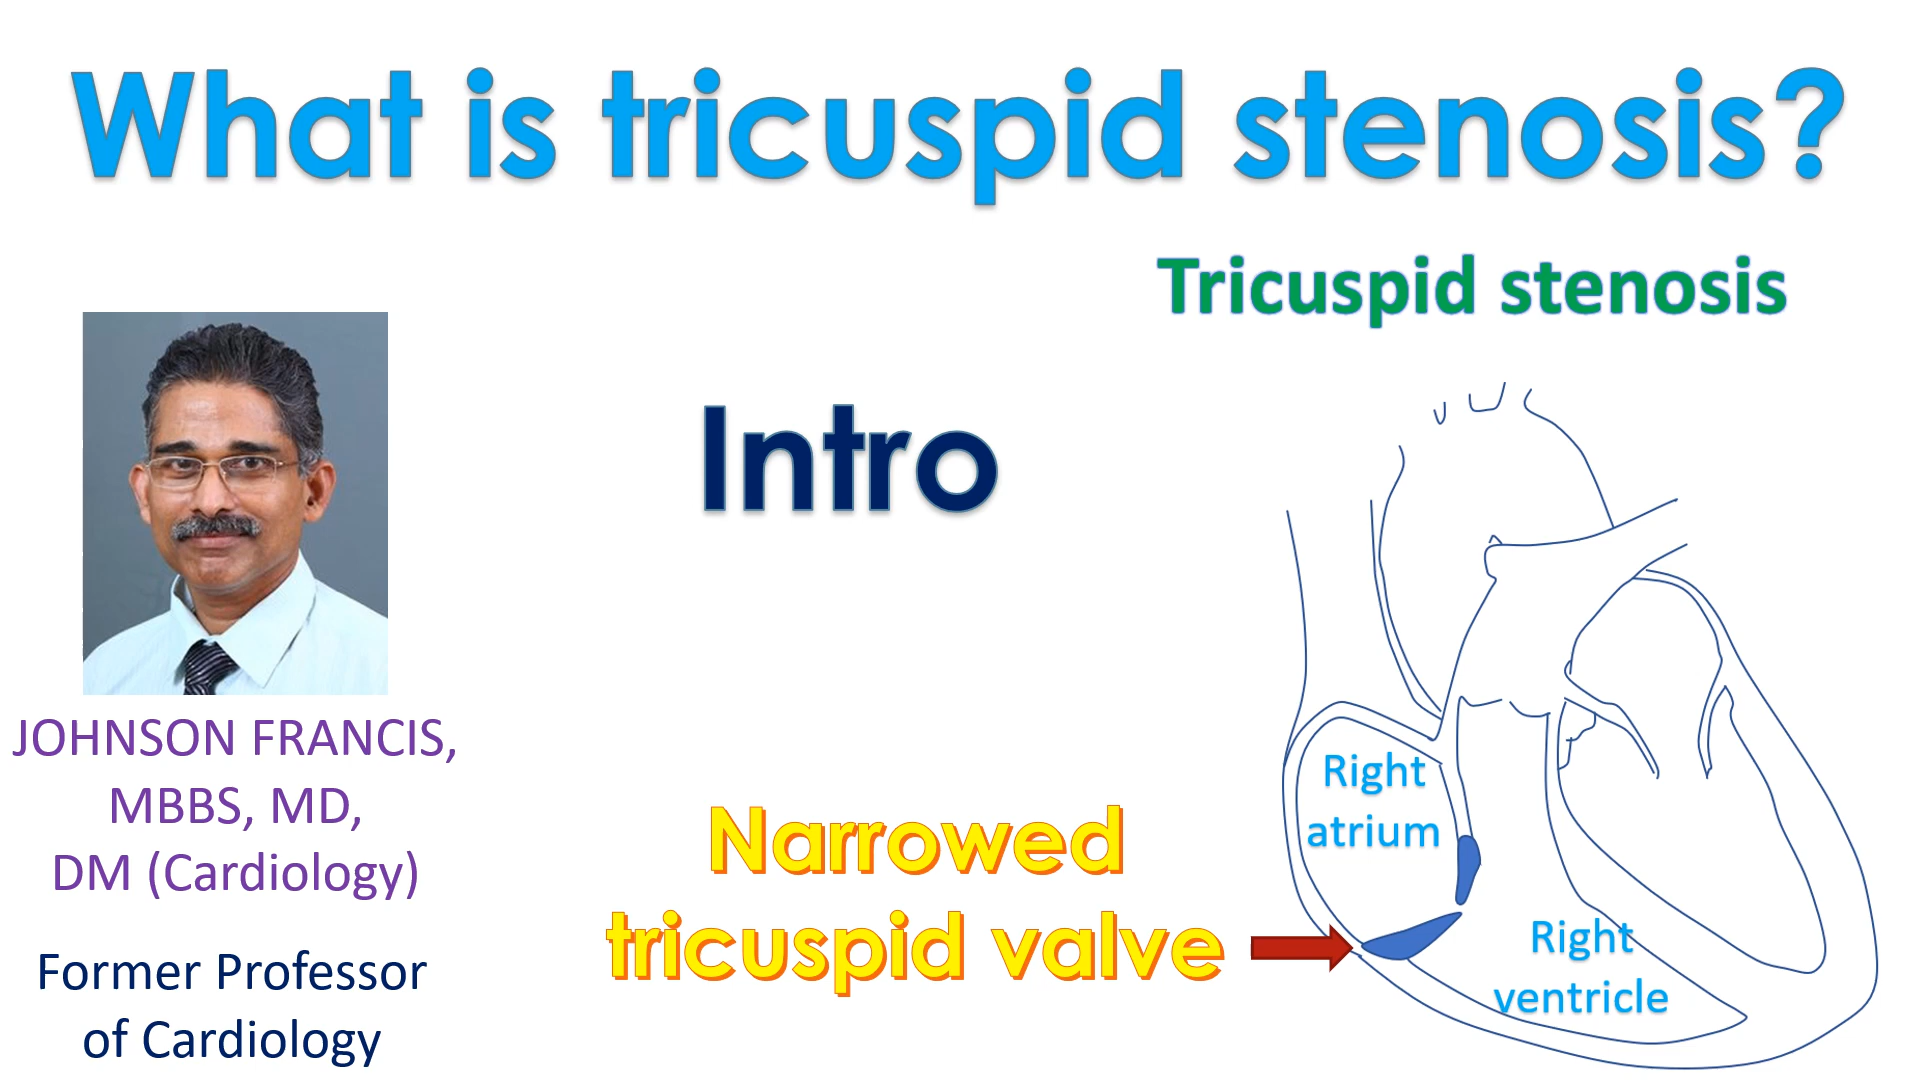 What is tricuspid stenosis?
Tricuspid stenosis
Intro
JOHNSON FRANCIS,
MBBS, MD,
DM (Cardiology)
Former Professor
of Cardiology
Narrowed
tricuspid valve
Right
atrium
Right
ventricle